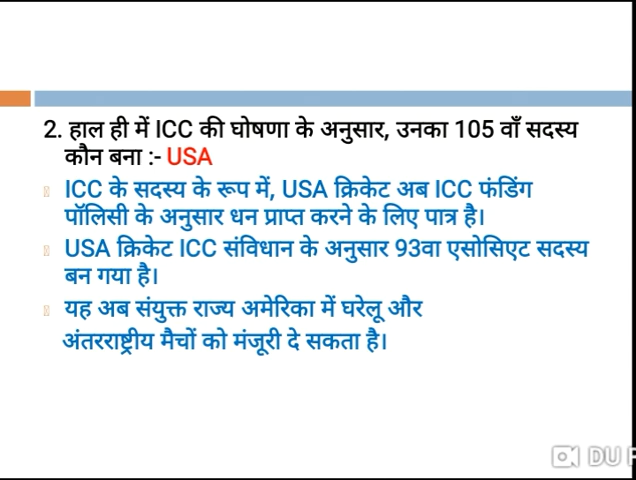 2. हाल ही में ICC की घोषणा के अनुसार, उनका 105 वाँ सदस्य
कौन बना :- USA
ICC के सदस्य के रूप में, USA क्रिकेट अब ICC फंडिंग
पॉलिसी के अनुसार धन प्राप्त करने के लिए पात्र है।
USA क्रिकेट ICC संविधान के अनुसार 93वा एसोसिएट सदस्य
बन गया है।
यह अब संयुक्त राज्य अमेरिका में घरेलू और
अंतरराष्ट्रीय मैचों को मंजूरी दे सकता है।
DU